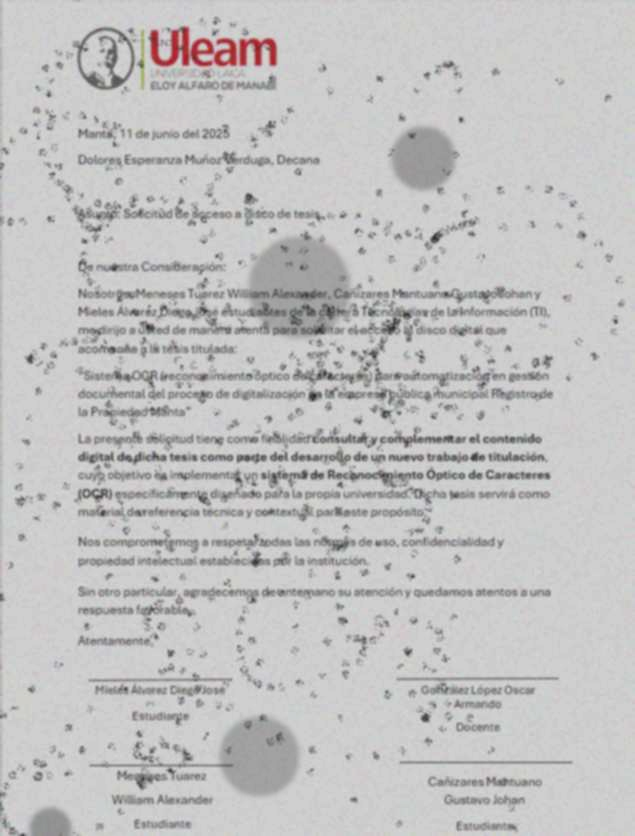 Uleam
UNIVERSIDAD LAICA
ELOY ALFARO DE MANABÍ
Manta, 11 de junio del 2025
Dolores Esperanza Muñoz Verduga, Decana
Asunto: Solicitud de acceso a disco de tesis
De nuestra Consideración:
Nosotros, Meneses Tuarez William Alexander, Cañizares Mantuano Gustavo Johan y
Mieles Álvarez Diego José estudiantes de la carrera Tecnologías de la Información (TI),
me dirijo a usted de manera atenta para solicitar el acceso al disco digital que
acompaña a la tesis titulada:
"Sistema OCR (reconocimiento óptico de caracteres) para automatización en gestión
documental del proceso de digitalización de la empresa pública municipal Registro de
la Propiedad Manta"
La presente solicitud tiene como finalidad consultar y complementar el contenido
digital de dicha tesis como parte del desarrollo de un nuevo trabajo de titulación,
cuyo objetivo es implementar un sistema de Reconocimiento Óptico de Caracteres
(OCR) específicamente diseñado para la propia universidad. Dicha tesis servirá como
material de referencia técnica y contextual para este propósito.
Nos comprometemos a respetar todas las normas de uso, confidencialidad y
propiedad intelectual establecidas por la institución.
Sin otro particular, agradecemos de antemano su atención y quedamos atentos a una
respuesta favorable.
Atentamente,
Mieles Álvarez Diego José
Estudiante
González López Oscar
Armando
Docente
Meneses Tuarez
William Alexander
Estudiante
Cañizares Mantuano
Gustavo Johan
Estudiante